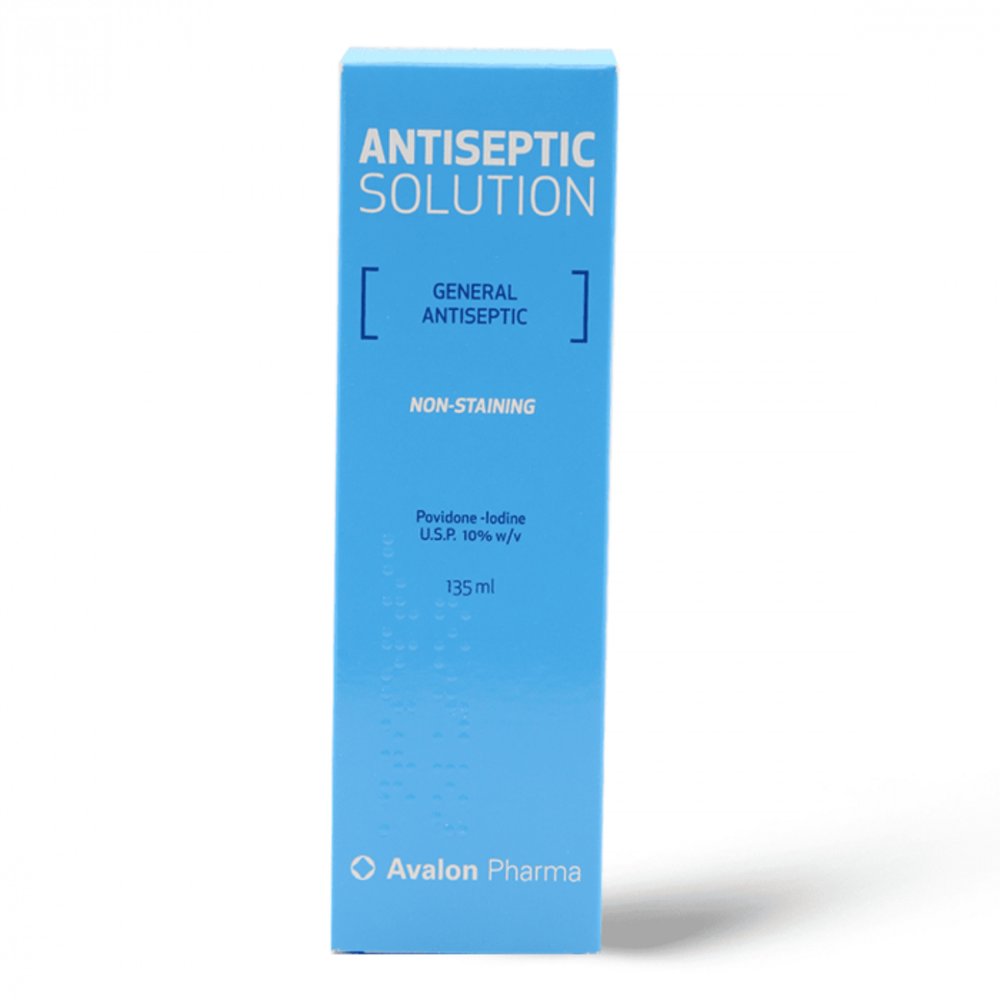 ANTISEPTIC
SOLUTION
GENERAL
ANTISEPTIC
NON-STAINING
Povidone -Iodine
U.S.P. 10% w/v
135 ml
Avalon Pharma